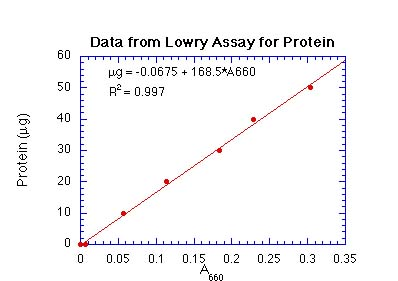 Data from Lowry Assay for Protein
µg = -0.0675 + 168.5*A660
R² = 0.997
Protein (µg)
60
50
40
30
20
10
0
0 0.05 0.1 0.15 0.2 0.25 0.3 0.35
A₆₆₀